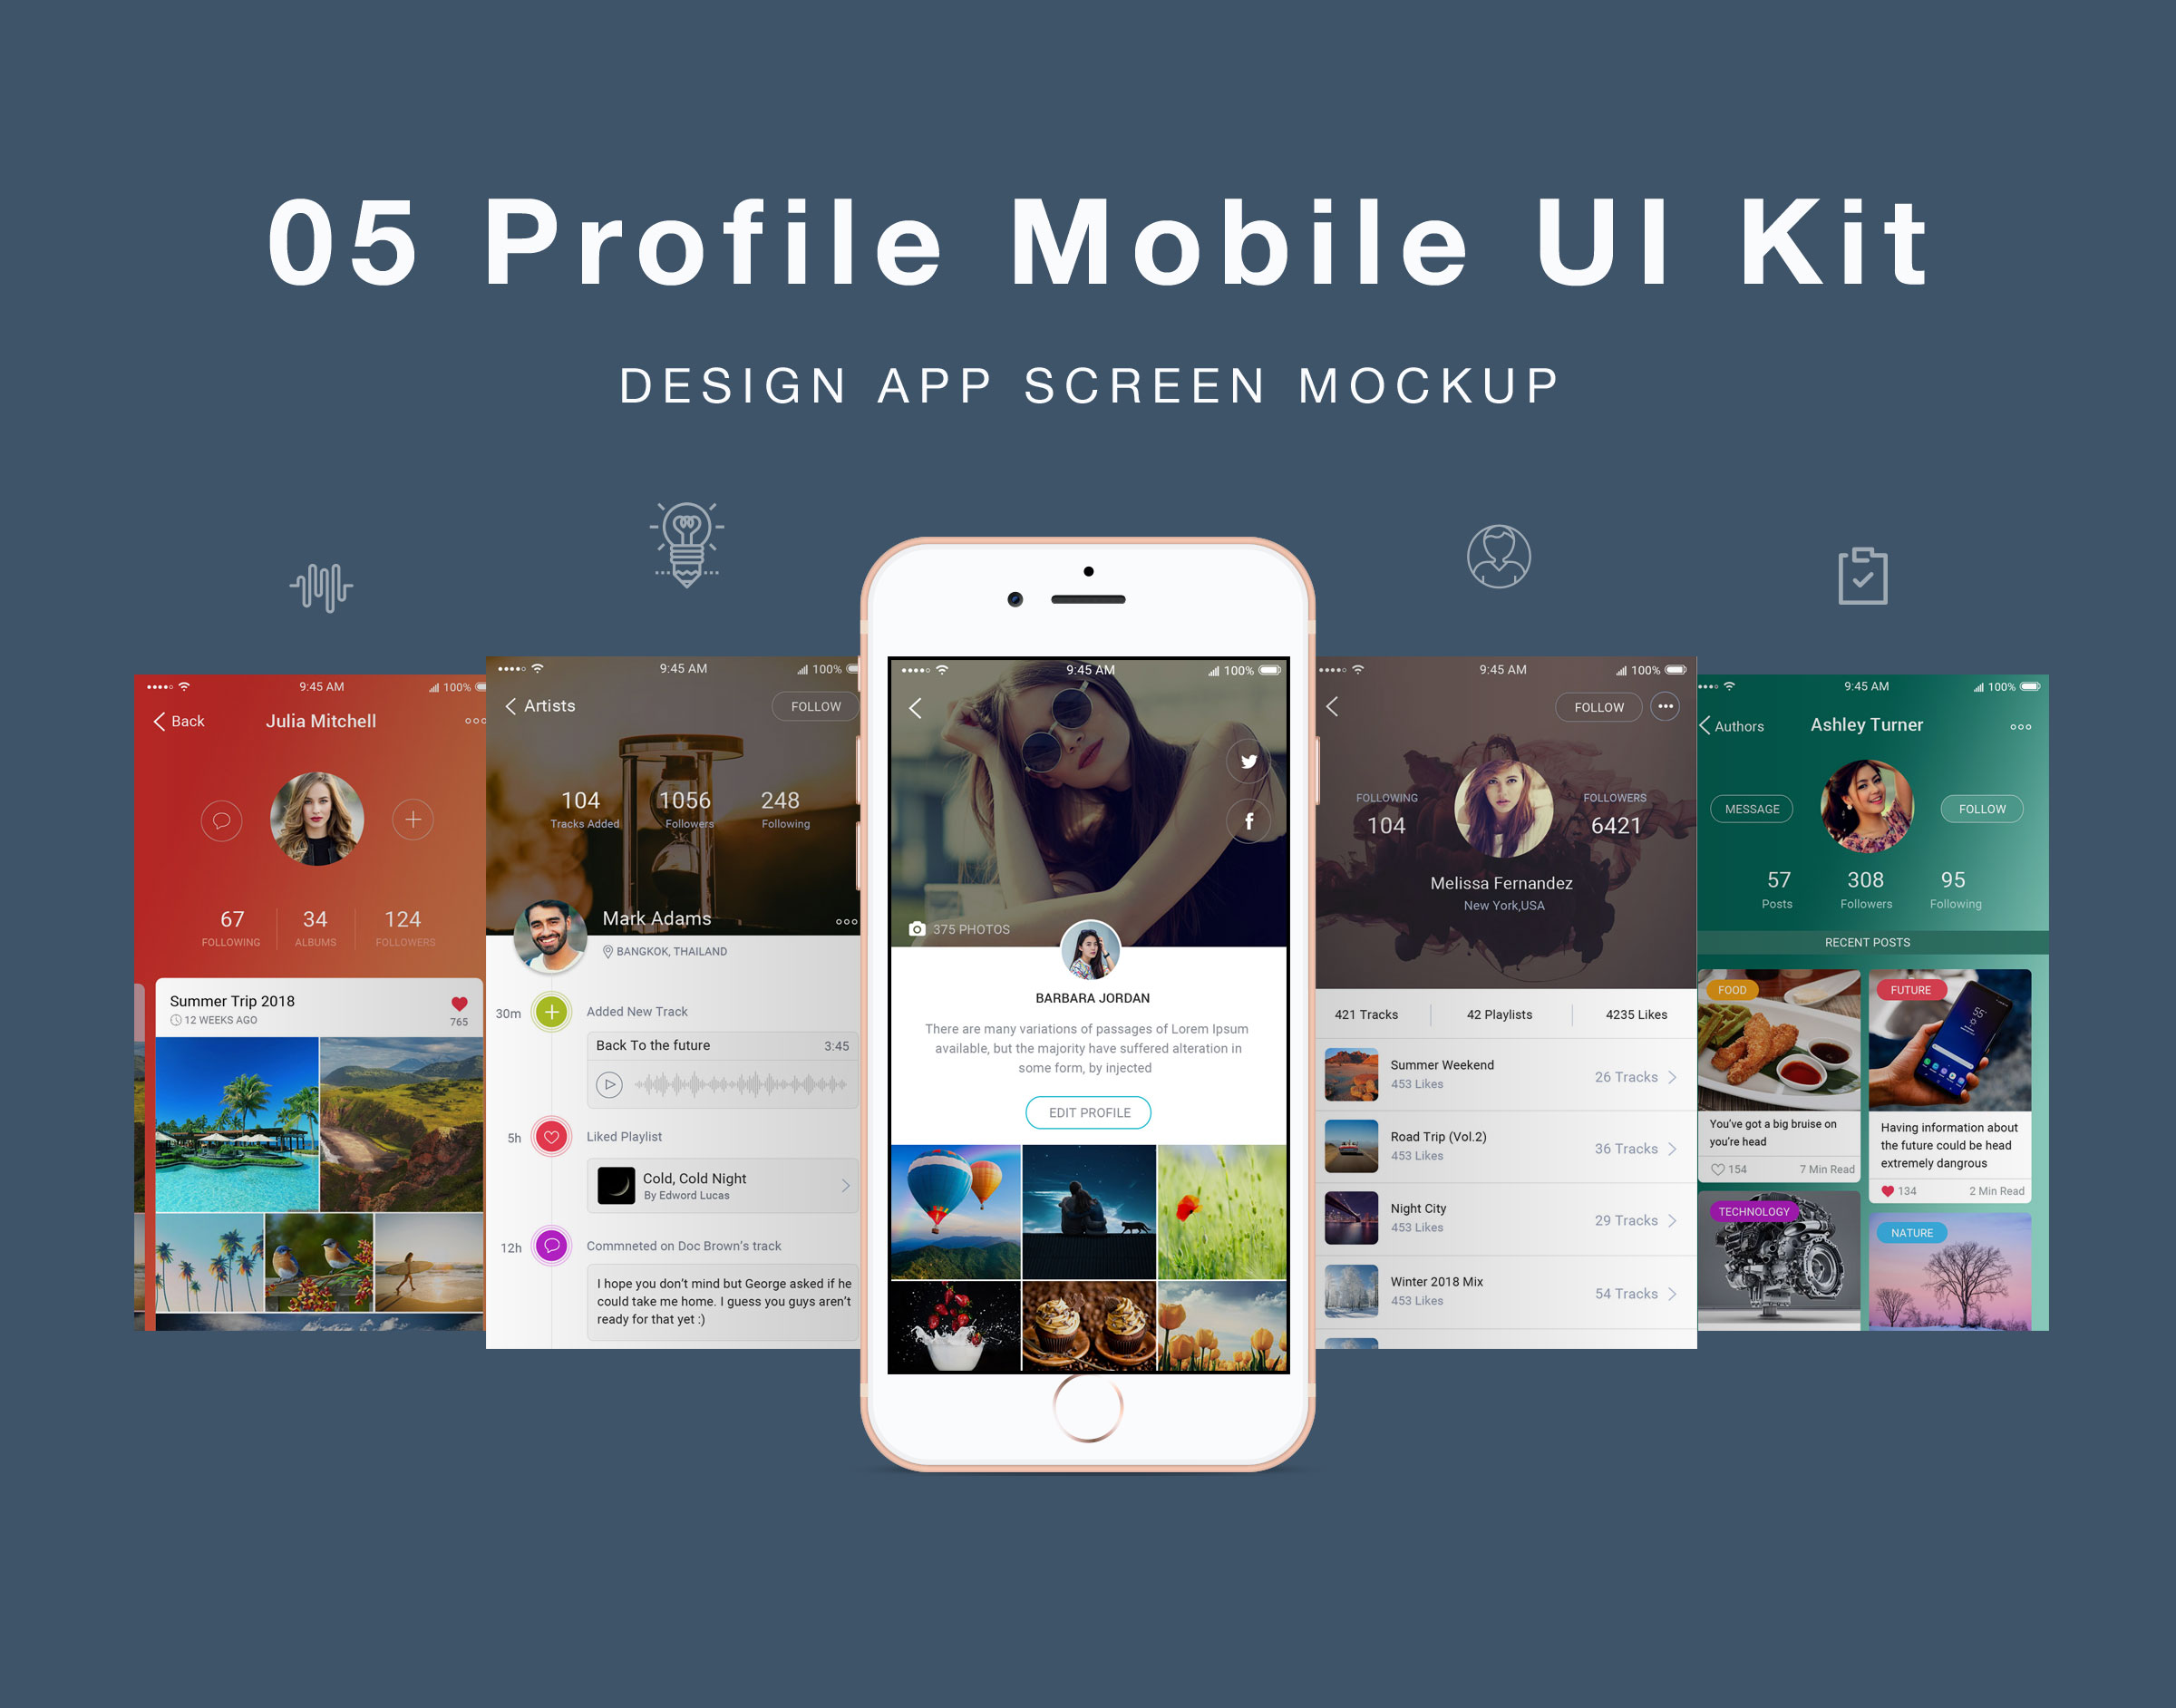 05 Profile Mobile UI Kit
DESIGN APP SCREEN MOCKUP
9:45 AM
100%
Back
Julia Mitchell
67
34
124
FOLLOWING
ALBUMS
FOLLOWERS
Summer Trip 2018
12 WEEKS AGO
765
9:45 AM
100%
Artists
FOLLOW
104
1056
248
Tracks Added
Followers
Following
Mark Adams
BANGKOK, THAILAND
30m
Added New Track
Back To the future
3:45
5h
Liked Playlist
Cold, Cold Night
By Edword Lucas
12h
Commneted on Doc Brown's track
I hope you don't mind but George asked if he
could take me home. I guess you guys aren't
ready for that yet :)
9:45 AM
100%
375 PHOTOS
BARBARA JORDAN
There are many variations of passages of Lorem Ipsum
available, but the majority have suffered alteration in
some form, by injected
EDIT PROFILE
9:45 AM
100%
FOLLOW
FOLLOWING
FOLLOWERS
104
6421
Melissa Fernandez
New York,USA
421 Tracks
42 Playlists
4235 Likes
Summer Weekend
453 Likes
26 Tracks
Road Trip (Vol.2)
453 Likes
36 Tracks
Night City
453 Likes
29 Tracks
Winter 2018 Mix
453 Likes
54 Tracks
9:45 AM
100%
Authors
Ashley Turner
MESSAGE
FOLLOW
57
308
95
Posts
Followers
Following
RECENT POSTS
FOOD
You've got a big bruise on
you're head
154
7 Min Read
FUTURE
Having information about
the future could be head
extremely dangrous
134
2 Min Read
TECHNOLOGY
NATURE